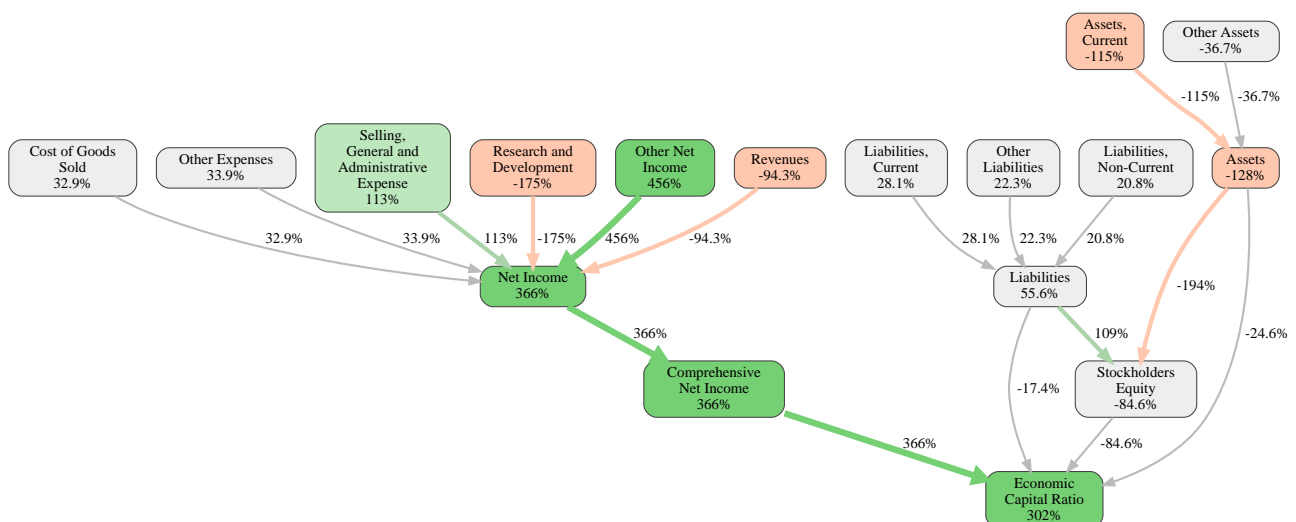 Assets,
Current
-115%
Other Assets
-36.7%
-115%
-36.7%
Cost of Goods
Sold
32.9%
Other Expenses
33.9%
Selling,
General and
Administrative
Expense
113%
Research and
Development
-175%
Other Net
Income
456%
Revenues
-94.3%
Liabilities,
Current
28.1%
Other
Liabilities
22.3%
Liabilities,
Non-Current
20.8%
Assets
-128%
32.9%
33.9%
113%
-175%
456%
-94.3%
28.1%
22.3%
20.8%
Net Income
366%
Liabilities
55.6%
-194%
366%
109%
-24.6%
Comprehensive
Net Income
366%
-17.4%
Stockholders
Equity
-84.6%
366%
-84.6%
Economic
Capital Ratio
302%